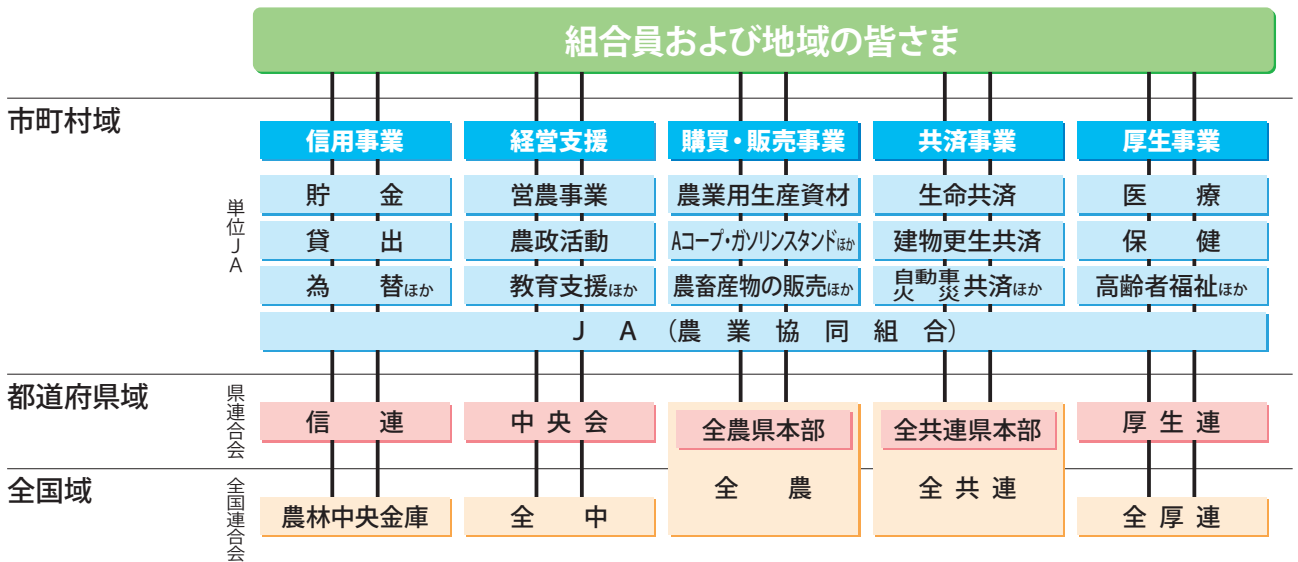 組合員および地域の皆さま
市町村域
信用事業 経営支援 購買・販売事業 共済事業 厚生事業
単位JA
貯金 営農事業 農業用生産資材 生命共済 医療
貸出 農政活動 Aコープ・ガソリンスタンドほか 建物更生共済 保健
為替ほか 教育支援ほか 農畜産物の販売ほか 自動車火災共済ほか 高齢者福祉ほか
JA（農業協同組合）
都道府県域
県連合会
信連 中央会 全農県本部 全共連県本部 厚生連
全国域
全国連合会
全農 全共連
農林中央金庫 全中 全厚連